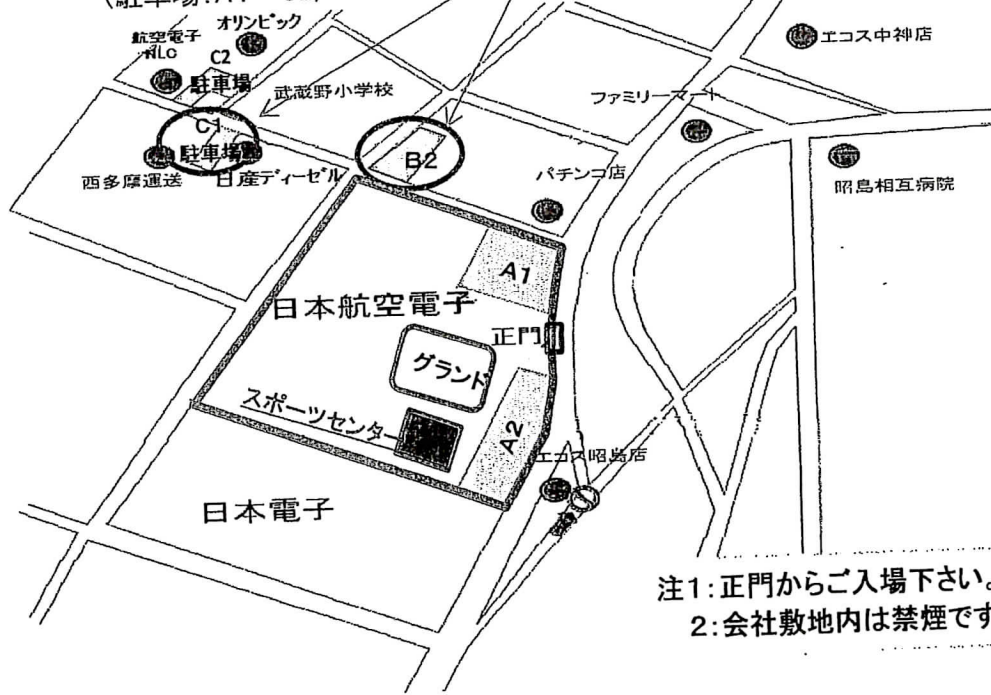 オリンピック
航空電子
NLC
C2
駐車場
武蔵野小学校
エコス中神店
ファミリーマート
C1
駐車場
B2
西多摩運送
日産ディーゼル
パチンコ店
昭島相互病院
A1
日本航空電子
正門
グランド
スポーツセンター
A2
エコス昭島店
日本電子
注1:正門からご入場下さい。
2:会社敷地内は禁煙です